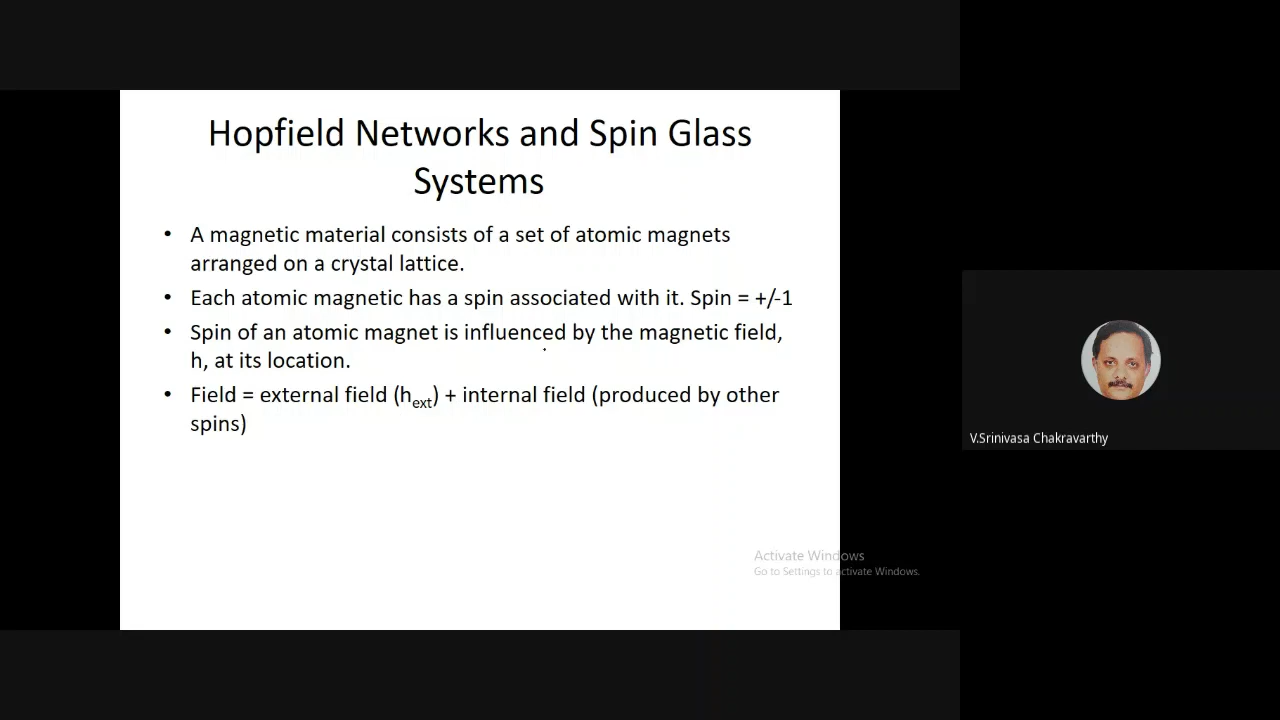 Hopfield Networks and Spin Glass
Systems
• A magnetic material consists of a set of atomic magnets
arranged on a crystal lattice.
• Each atomic magnetic has a spin associated with it. Spin = +/-1
• Spin of an atomic magnet is influenced by the magnetic field,
h, at its location.
• Field = external field (hext) + internal field (produced by other
spins)
V.Srinivasa Chakravarthy
Activate Windows
Go to Settings to activate Windows.